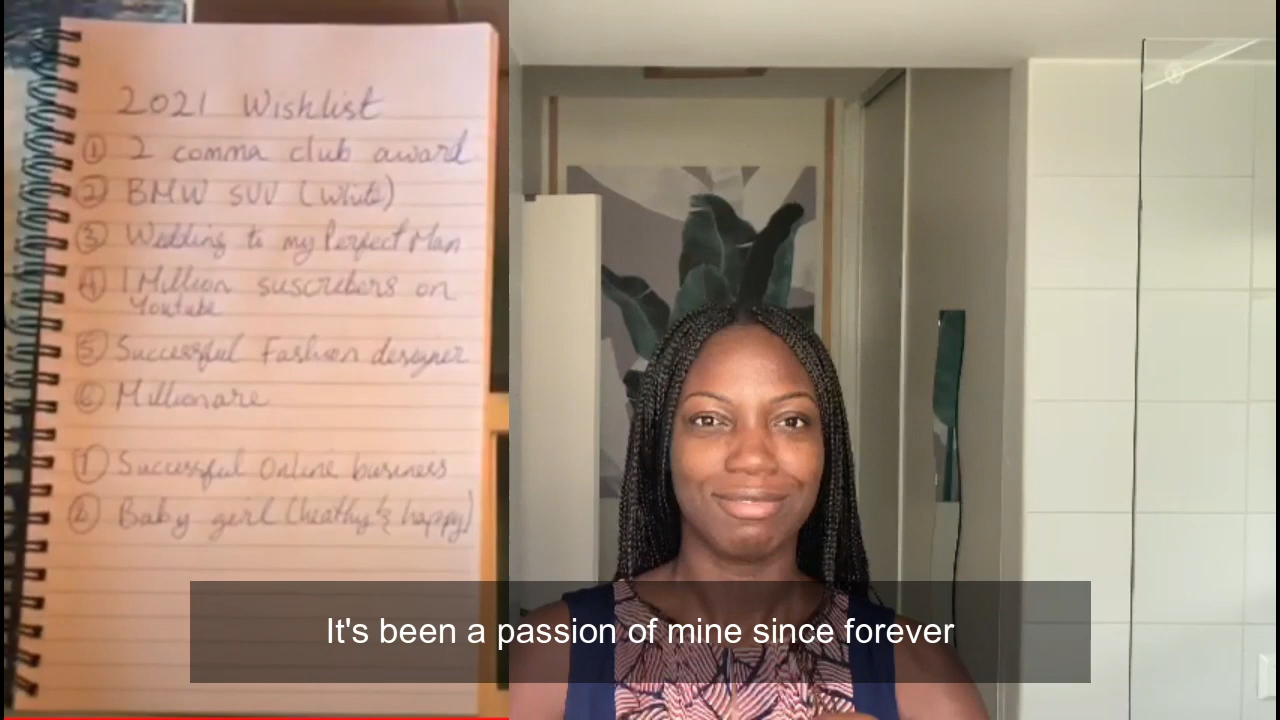 2021 Wishlist
① 2 comma club award
② BMW SUV (White)
③ Wedding to my Perfect Man
④ 1 Million suscribers on
Youtube
⑤ Successful Fashion designer
⑥ Millionare
⑦ Successful Online business
⑧ Baby girl (heathy & happy)
It's been a passion of mine since forever